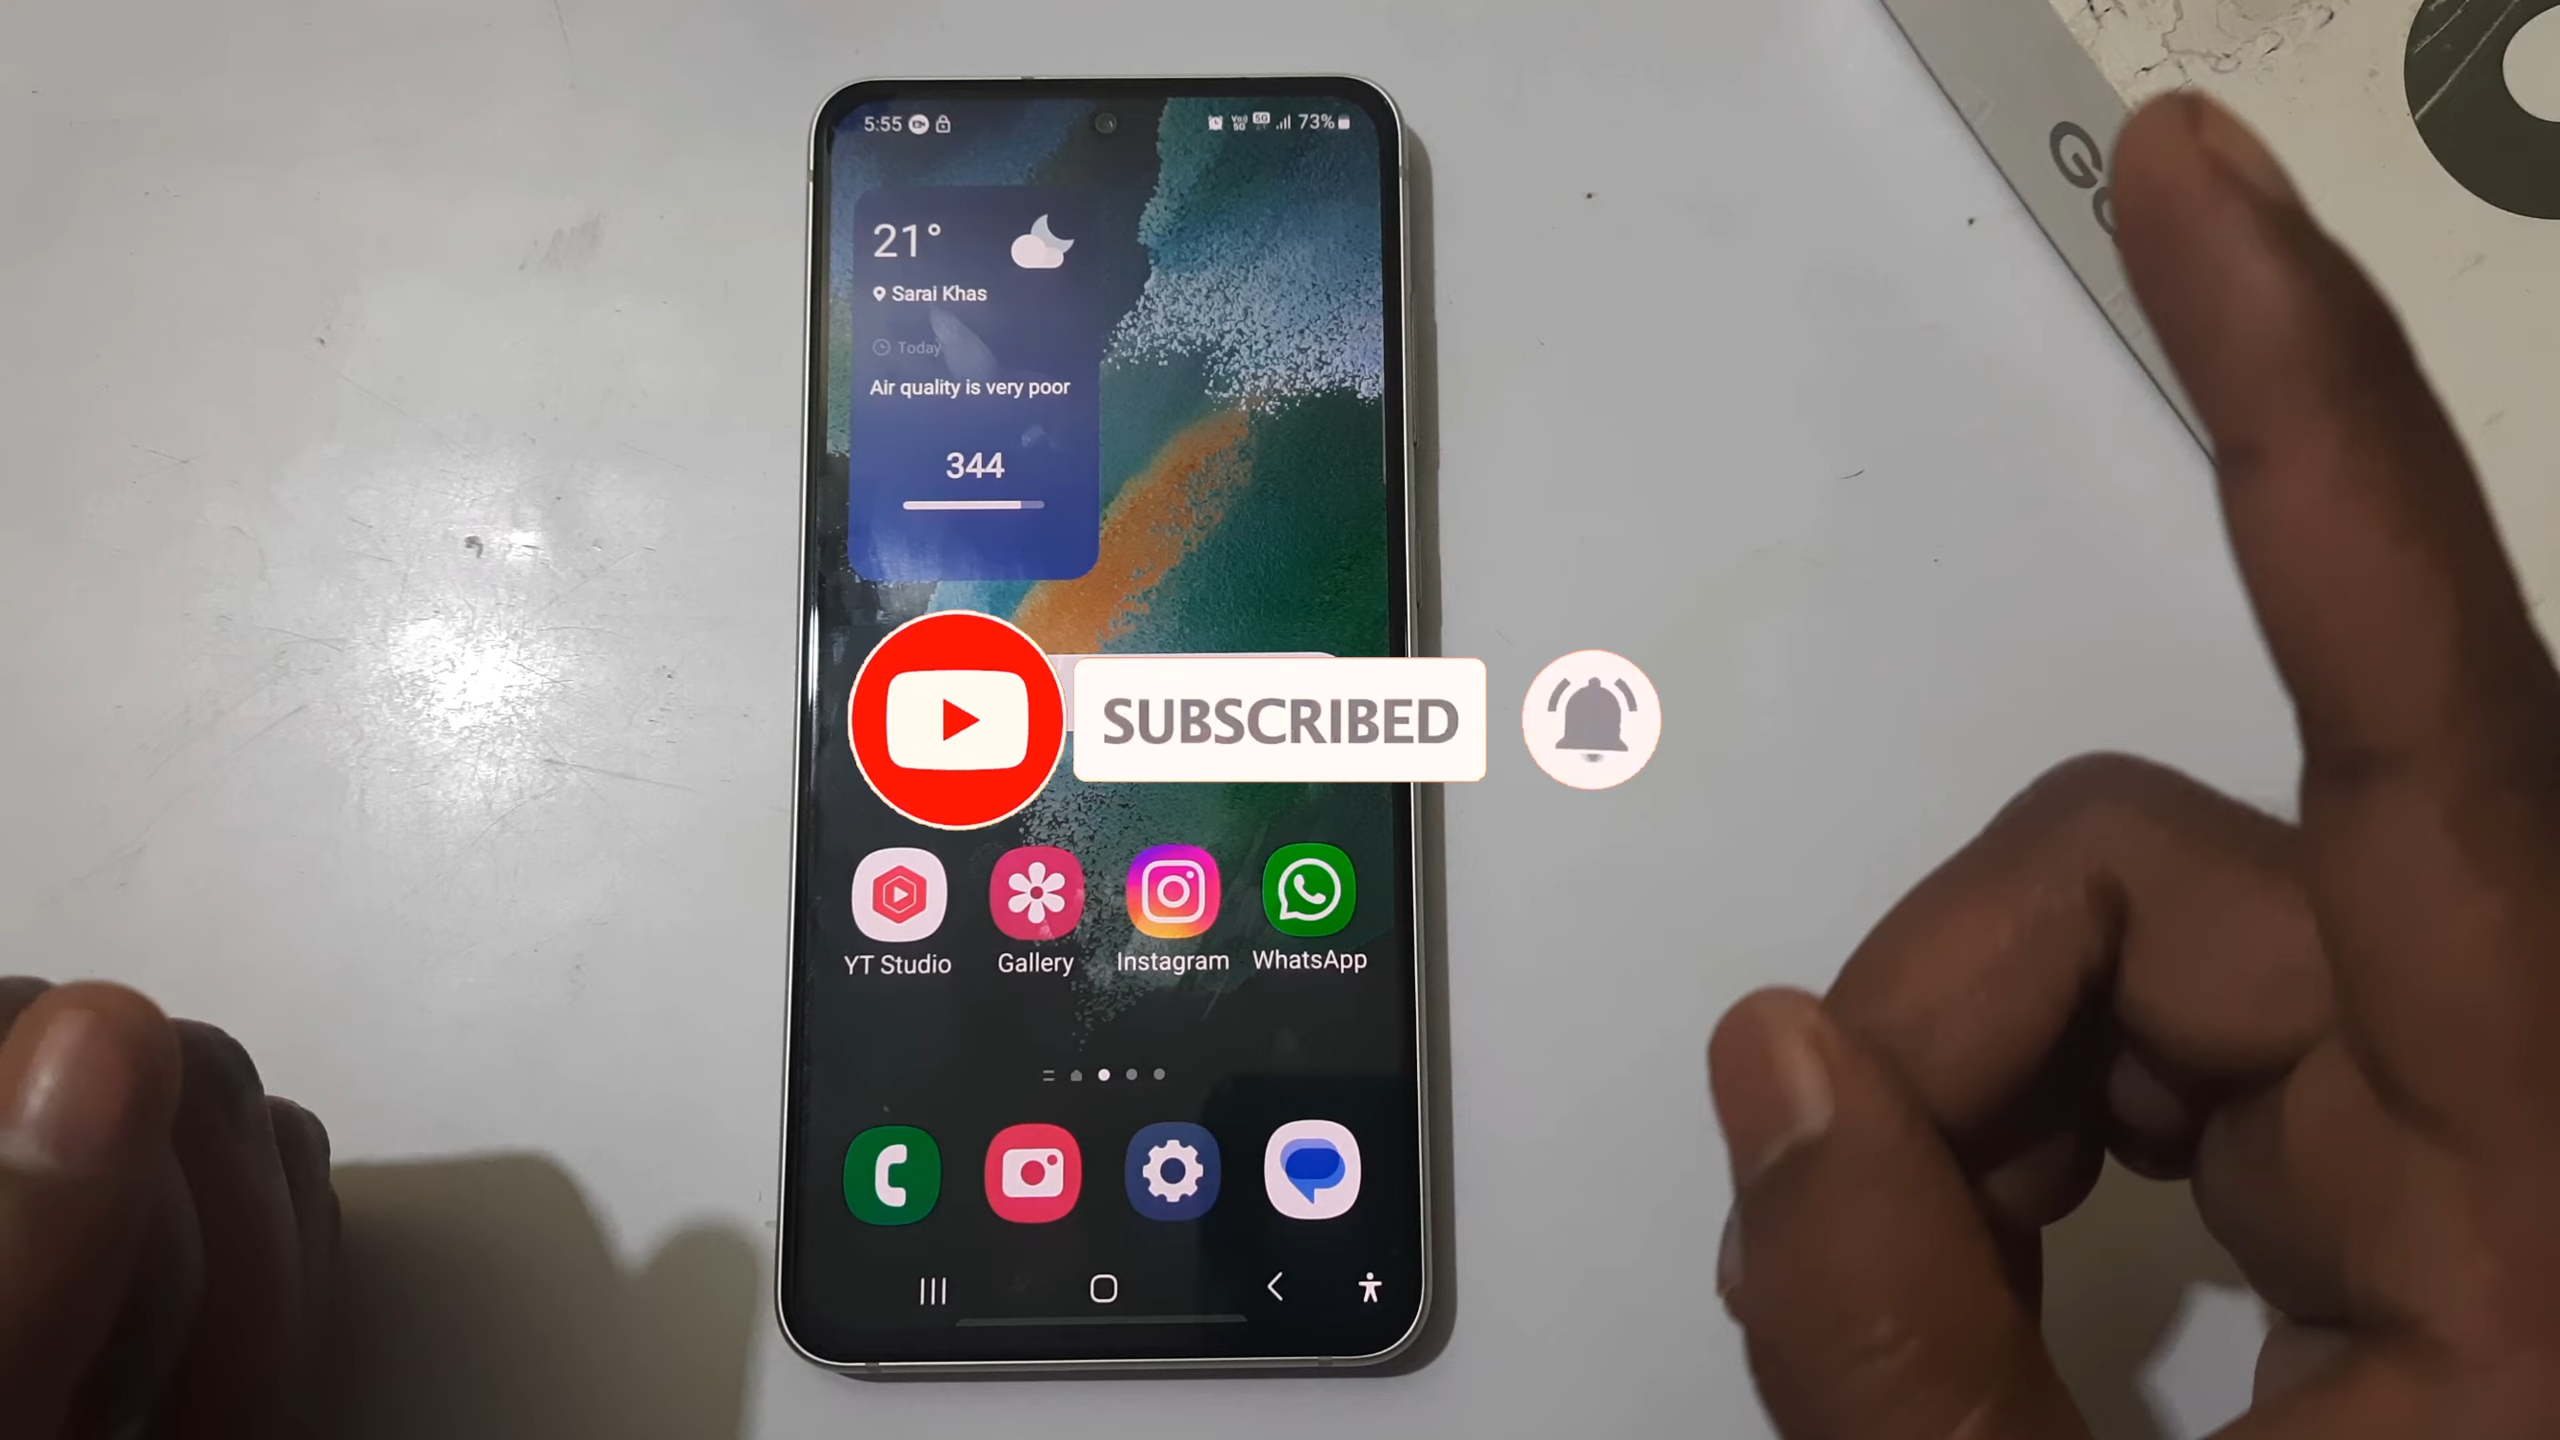 5:55
73%
21°
Sarai Khas
Today
Air quality is very poor
344
SUBSCRIBED
YT Studio
Gallery
Instagram
WhatsApp